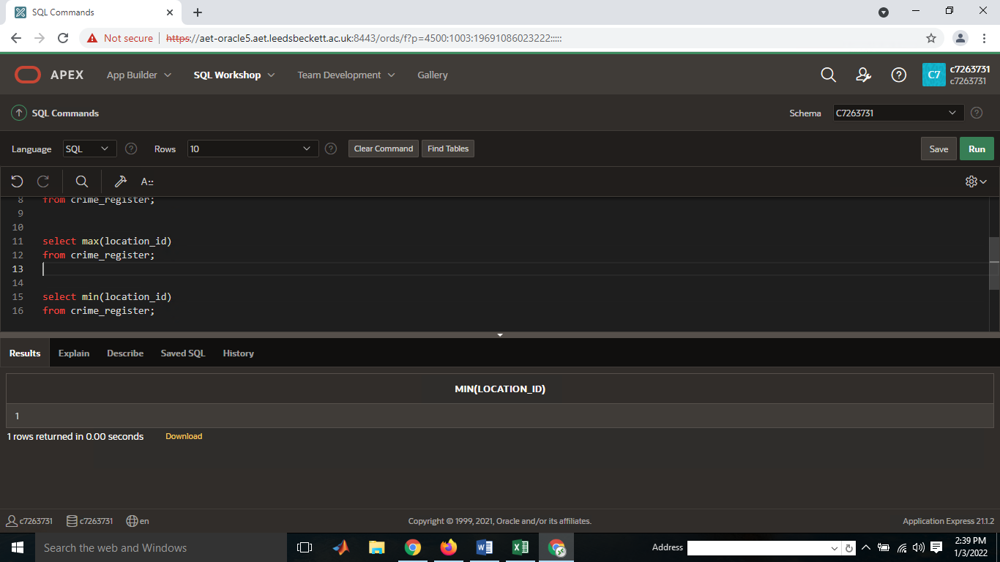 SQL Commands
Not secure https://aet-oracle5.aet.leedsbeckett.ac.uk:8443/ords/f?p=4500:1003:19691086023222:::::
APEX App Builder SQL Workshop Team Development Gallery C7 c7263731
c7263731
SQL Commands Schema C7263731
Language SQL Rows 10 Clear Command Find Tables Save Run
A::
8 from crime_register;
9
10
11 select max(location_id)
12 from crime_register;
13
14
15 select min(location_id)
16 from crime_register;
Results Explain Describe Saved SQL History
MIN(LOCATION_ID)
1
1 rows returned in 0.00 seconds Download
c7263731 c7263731 en Copyright © 1999, 2021, Oracle and/or its affiliates. Application Express 21.1.2
Search the web and Windows Address 2:39 PM
1/3/2022